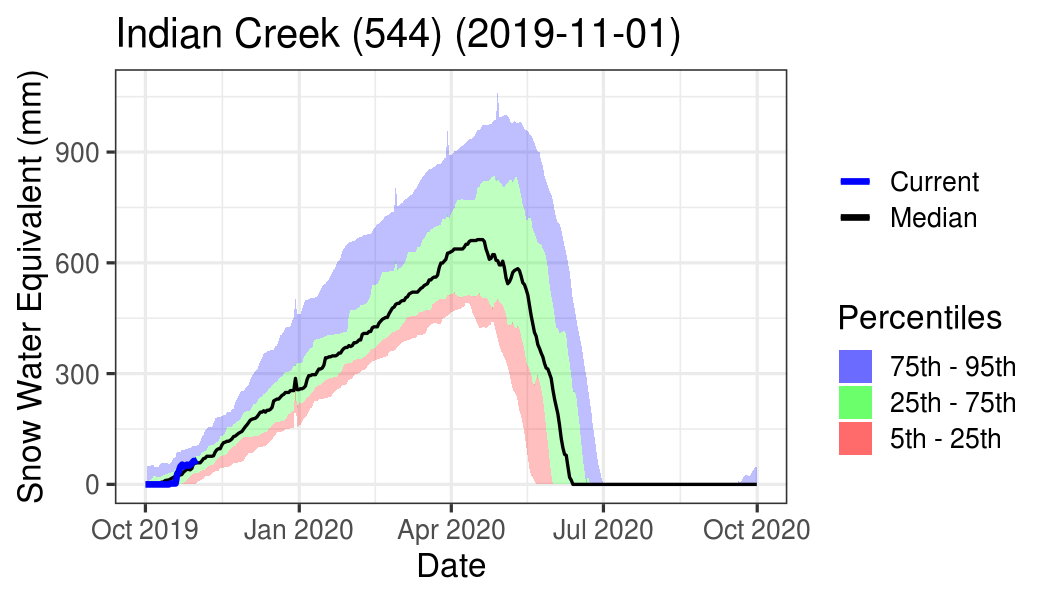 Indian Creek (544) (2019-11-01)
Snow Water Equivalent (mm)
900
600
300
0
Oct 2019 Jan 2020 Apr 2020 Jul 2020 Oct 2020
Date
Current
Median
Percentiles
75th - 95th
25th - 75th
5th - 25th